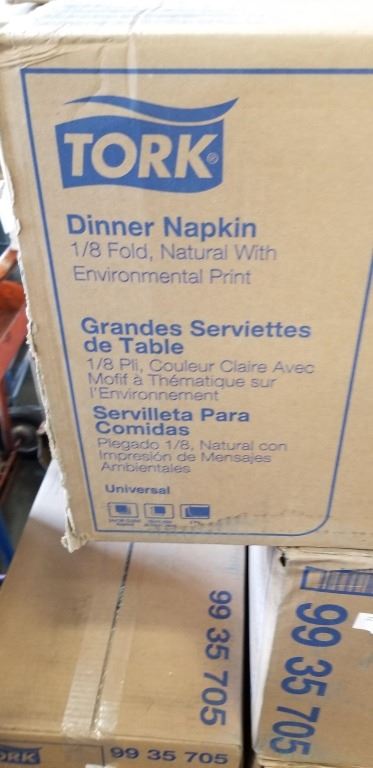 TORK®
Dinner Napkin
1/8 Fold, Natural With
Environmental Print
Grandes Serviettes
de Table
1/8 Pli, Couleur Claire Avec
Motif à Thématique sur
l'Environnement
Servilleta Para
Comidas
Plegado 1/8, Natural con
Impresión de Mensajes
Ambientales
Universal
99 35 705
99 35 705
TORK
99 35 705